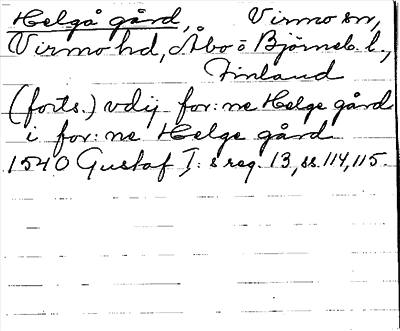 Helgå gård, Virmo sn,
Virmo hd, Åbo o Björneb. l.,
Finland
(forts.) vdij for: ne Helge gård
i for: ne Helge gård
1540 Gustaf I: s reg. 13, ss. 114, 115.